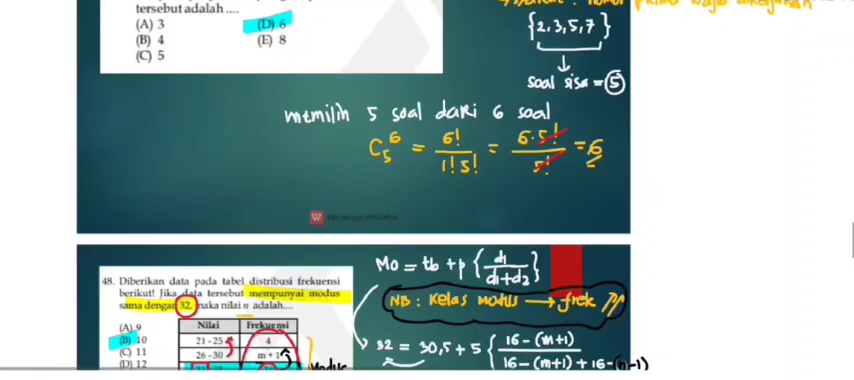 tersebut adalah ....
(A) 3 (D) 6
(B) 4 (E) 8
(C) 5
{2,3,5,7}
↓
soal sisa = 5
memilih 5 soal dari 6 soal
C₅⁶ = 6!/1!5! = 6·5!/5! = 6
48. Diberikan data pada tabel distribusi frekuensi
berikut! Jika data tersebut mempunyai modus
sama dengan 32, maka nilai n adalah....
(A) 9
(B) 10
(C) 11
(D) 12
Nilai Frekuensi
21 - 25 4
26 - 30 m + 1
Modus
Mo = tb + p {d1/d1+d2}
NB : Kelas modus → frek
32 = 30,5 + 5 {16 - (m+1)/16 - (m+1) + 16 - (n-1)